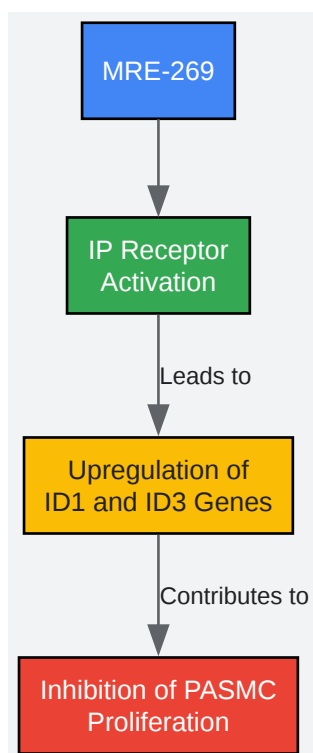 MRE-269
IP Receptor
Activation
Leads to
Upregulation of
ID1 and ID3 Genes
Contributes to
Inhibition of PASMC
Proliferation